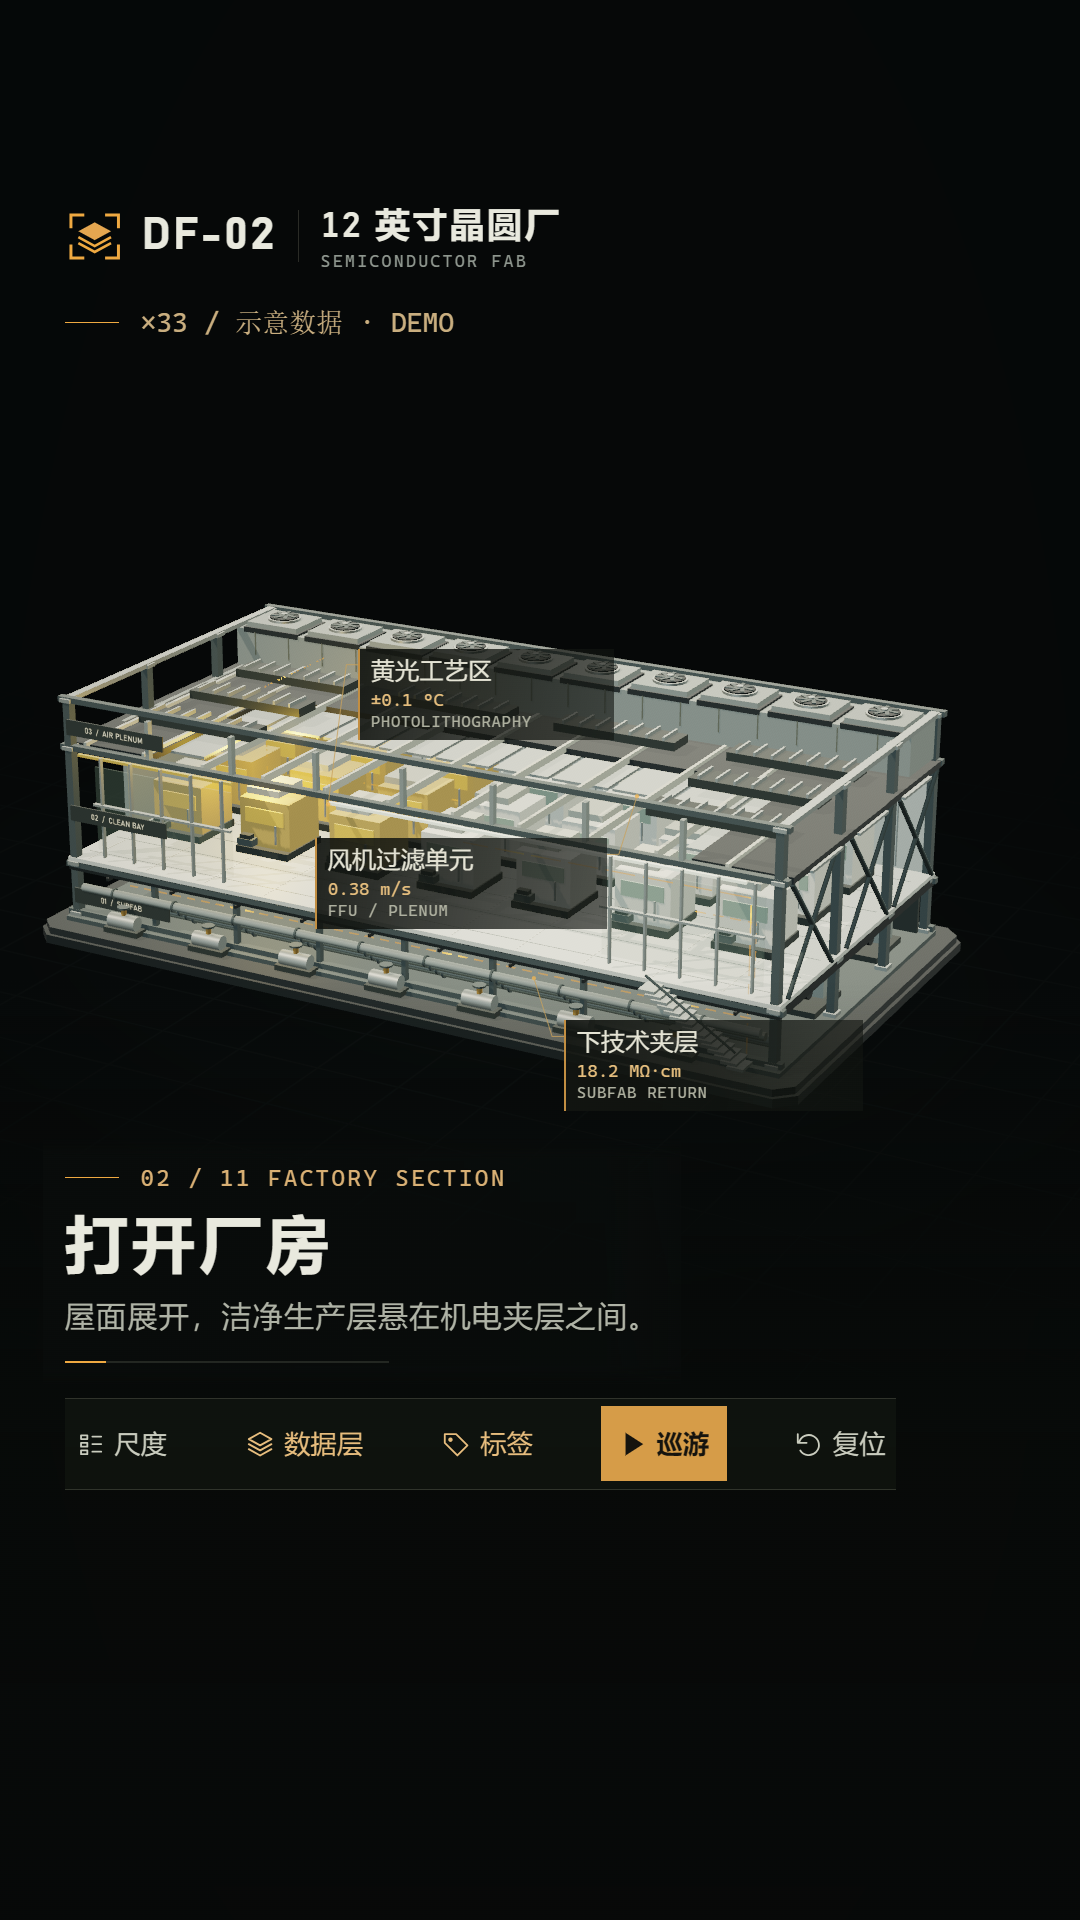 DF-02
12 英寸晶圆厂
SEMICONDUCTOR FAB
×33 / 示意数据 · DEMO
黄光工艺区
±0.1 °C
PHOTOLITHOGRAPHY
03 / AIR PLENUM
02 / CLEAN BAY
风机过滤单元
0.38 m/s
FFU / PLENUM
01 / SUBFAB
下技术夹层
18.2 MΩ·cm
SUBFAB RETURN
02 / 11 FACTORY SECTION
打开厂房
屋面展开，洁净生产层悬在机电夹层之间。
尺度 数据层 标签 巡游 复位